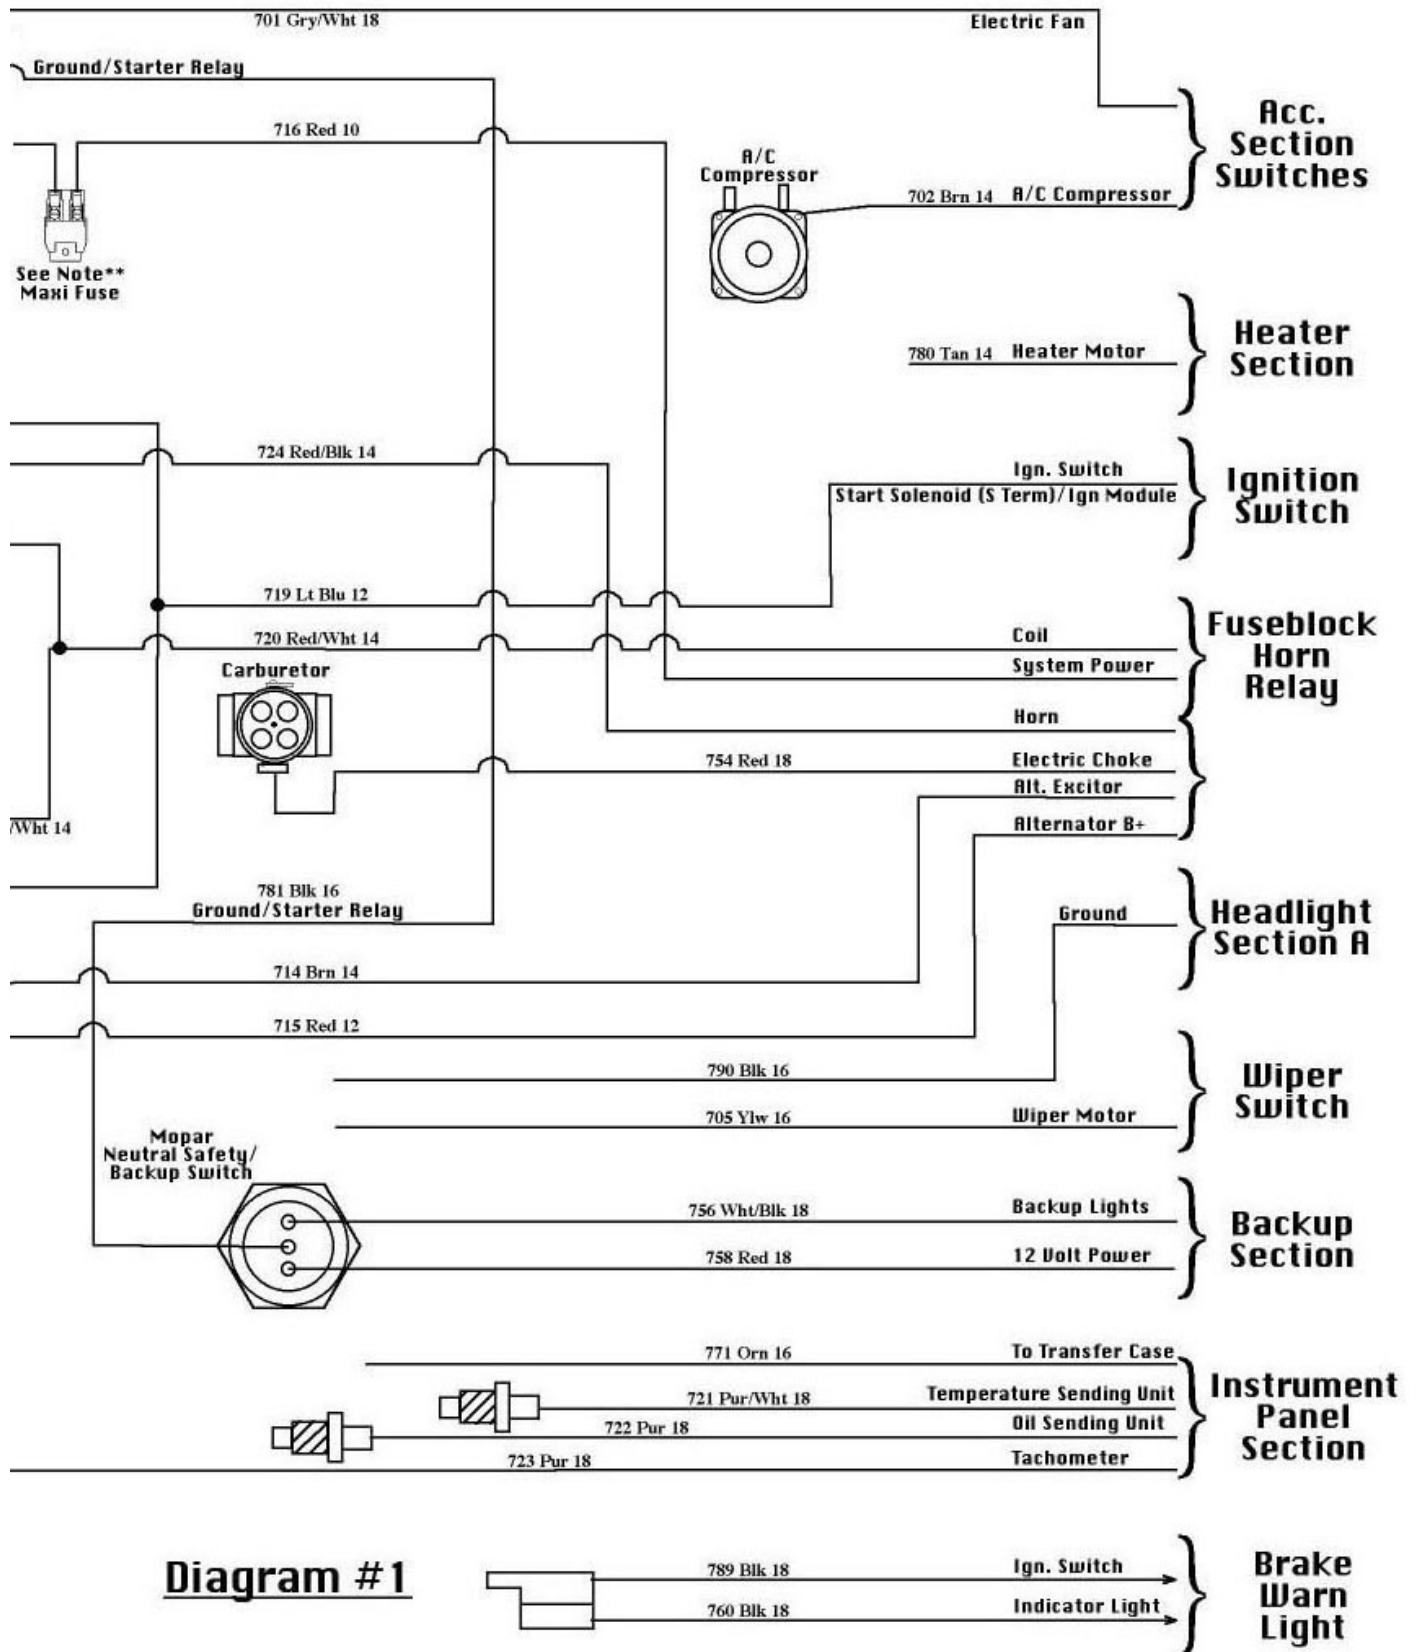 701 Gry/Wht 18
Electric Fan
Ground/Starter Relay
Acc.
Section
Switches
716 Red 10
A/C
Compressor
702 Brn 14 A/C Compressor
See Note**
Maxi Fuse
Heater
Section
780 Tan 14 Heater Motor
724 Red/Blk 14
Ign. Switch
Start Solenoid (S Term)/Ign Module
Ignition
Switch
719 Lt Blu 12
720 Red/Wht 14
Coil
System Power
Fuseblock
Horn
Relay
Carburetor
Horn
754 Red 18
Electric Choke
Alt. Excitor
Alternator B+
/Wht 14
781 Blk 16
Ground/Starter Relay
Ground
Headlight
Section A
714 Brn 14
715 Red 12
790 Blk 16
705 Ylw 16
Wiper Motor
Wiper
Switch
Mopar
Neutral Safety/
Backup Switch
756 Wht/Blk 18
Backup Lights
758 Red 18
12 Volt Power
Backup
Section
771 Orn 16
To Transfer Case
721 Pur/Wht 18
Temperature Sending Unit
722 Pur 18
Oil Sending Unit
723 Pur 18
Tachometer
Instrument
Panel
Section
Diagram #1
789 Blk 18
Ign. Switch
760 Blk 18
Indicator Light
Brake
Warn
Light